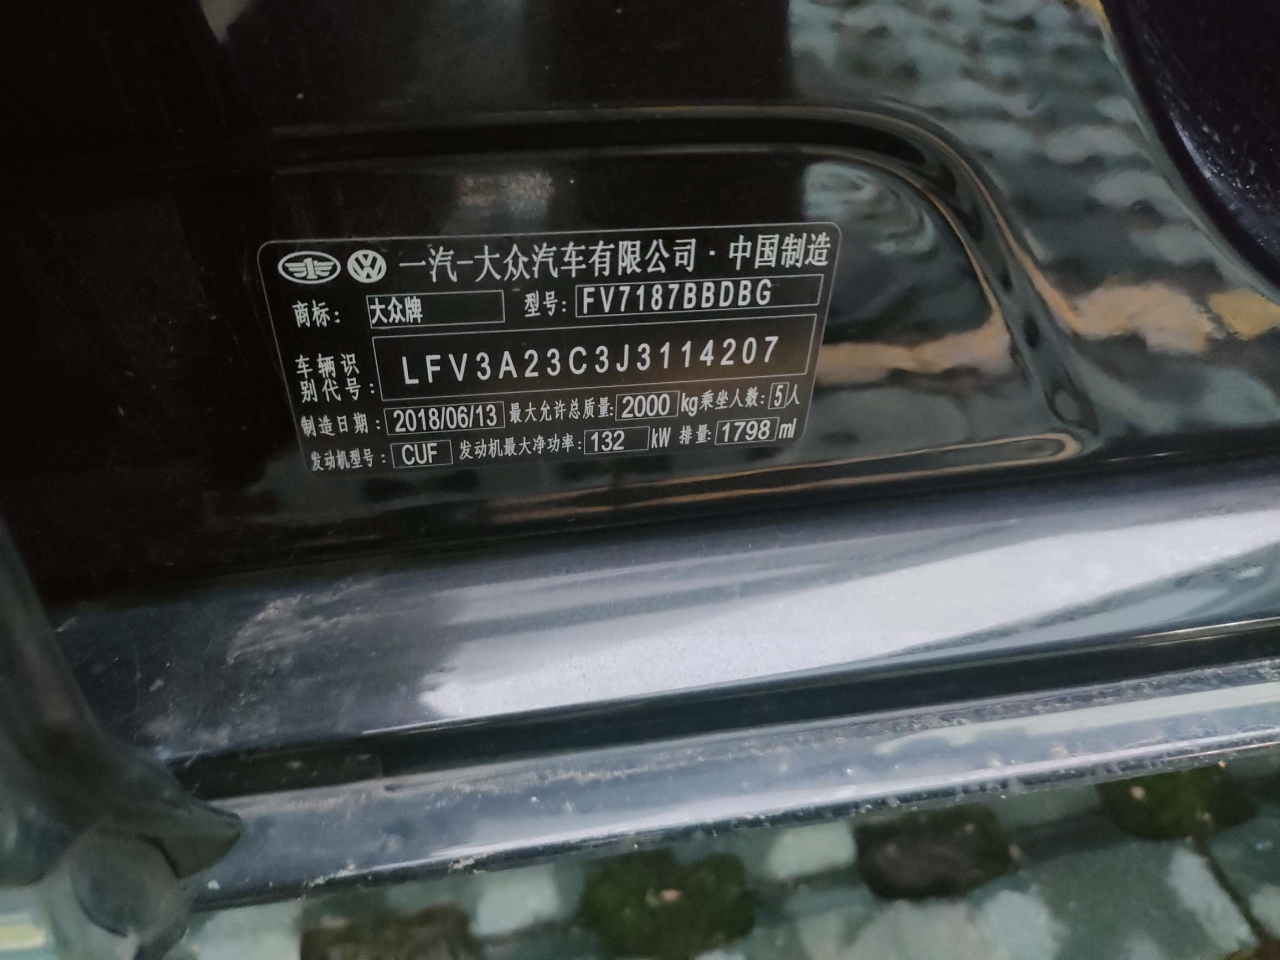 一汽-大众汽车有限公司·中国制造
商标: 大众牌 型号: FV7187BBDBG
车辆识别代号: LFV3A23C3J3114207
制造日期: 2018/06/13 最大允许总质量: 2000 kg 乘坐人数: 5 人
发动机型号: CUF 发动机最大净功率: 132 kW 排量: 1798 ml